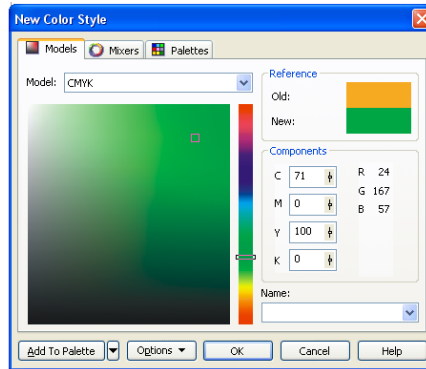 New Color Style
Models Mixers Palettes
Model: CMYK
Reference
Old:
New:
Components
C 71 R 24
M 0 G 167
Y 100 B 57
K 0
Name:
Add To Palette Options OK Cancel Help